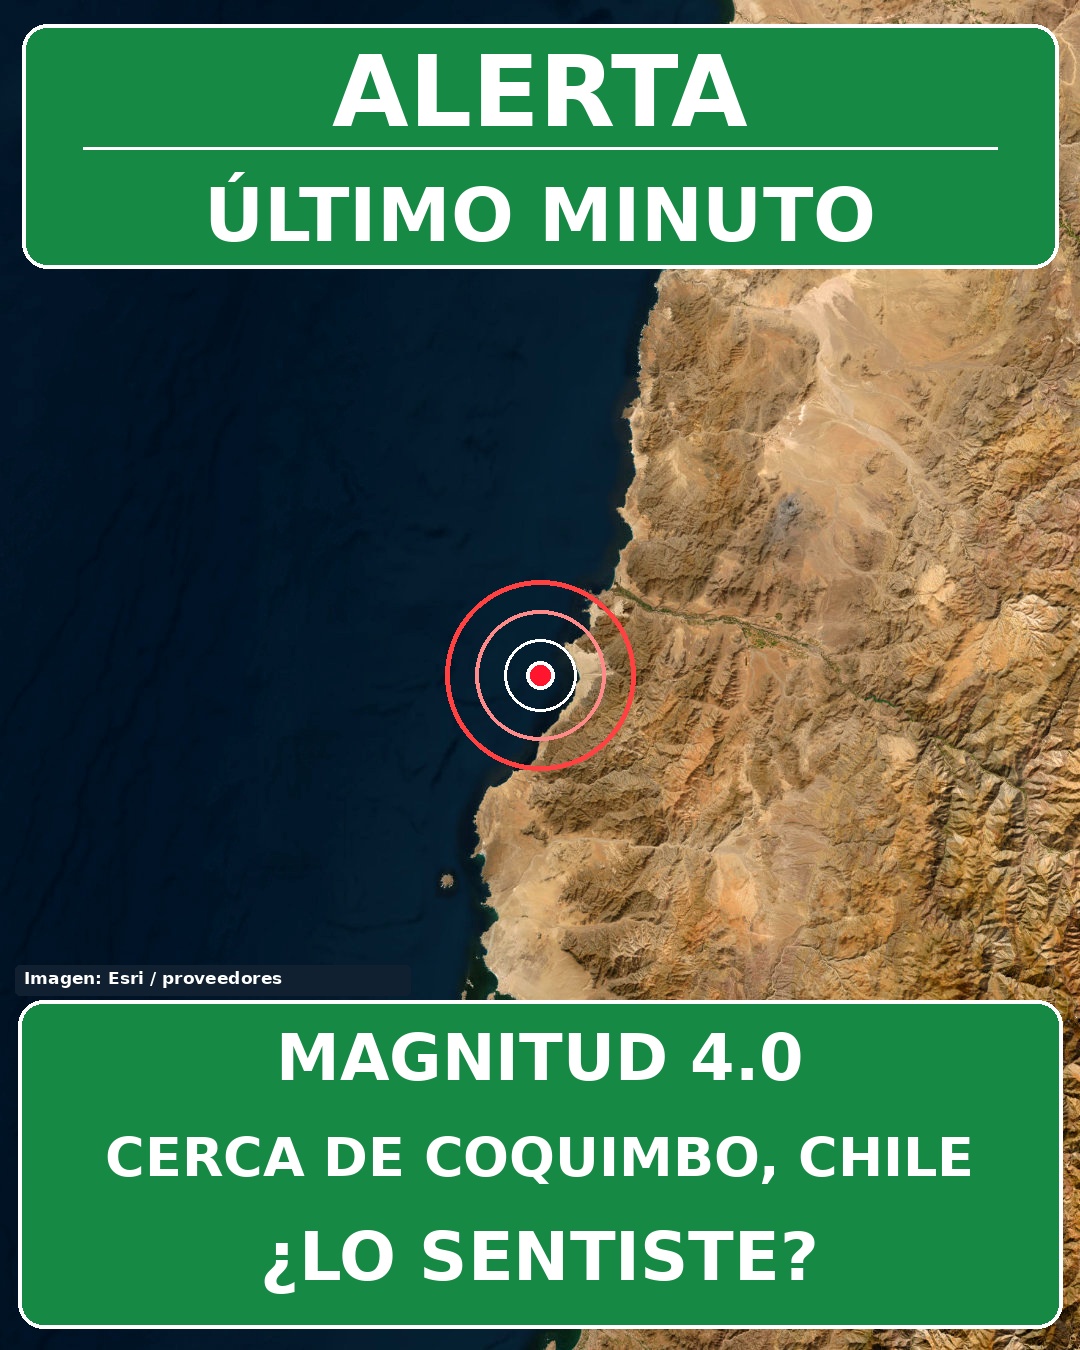 ALERTA
ÚLTIMO MINUTO
Imagen: Esri / proveedores
MAGNITUD 4.0
CERCA DE COQUIMBO, CHILE
¿LO SENTISTE?